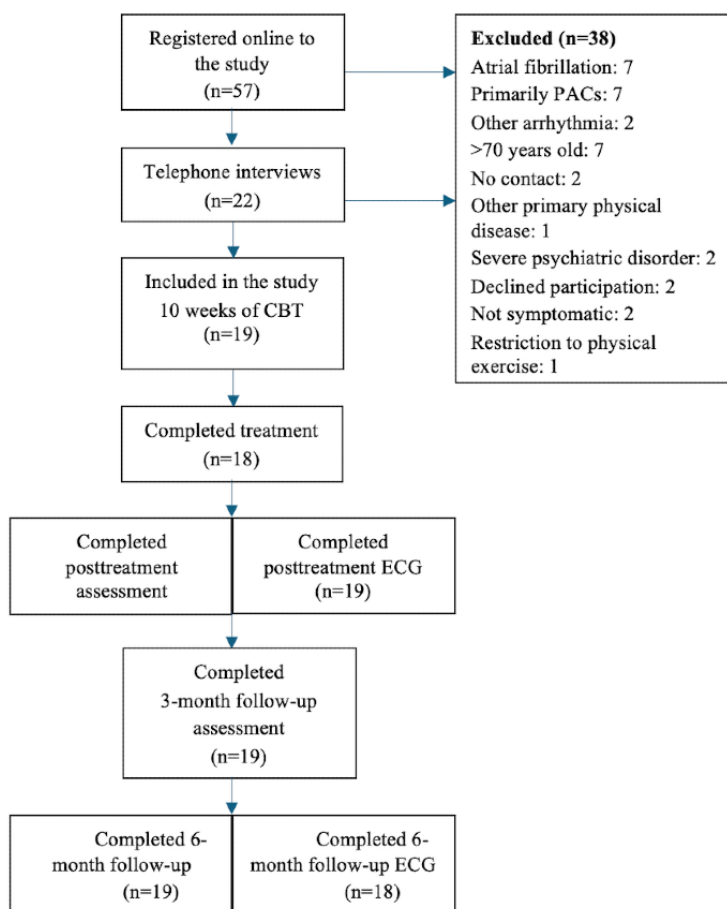 Registered online to
the study
(n=57)
Excluded (n=38)
Atrial fibrillation: 7
Primarily PACs: 7
Other arrhythmia: 2
>70 years old: 7
No contact: 2
Other primary physical
disease: 1
Severe psychiatric disorder: 2
Declined participation: 2
Not symptomatic: 2
Restriction to physical
exercise: 1
Telephone interviews
(n=22)
Included in the study
10 weeks of CBT
(n=19)
Completed treatment
(n=18)
Completed
posttreatment
assessment
Completed
posttreatment ECG
(n=19)
Completed
3-month follow-up
assessment
(n=19)
Completed 6-
month follow-up
(n=19)
Completed 6-
month follow-up ECG
(n=18)